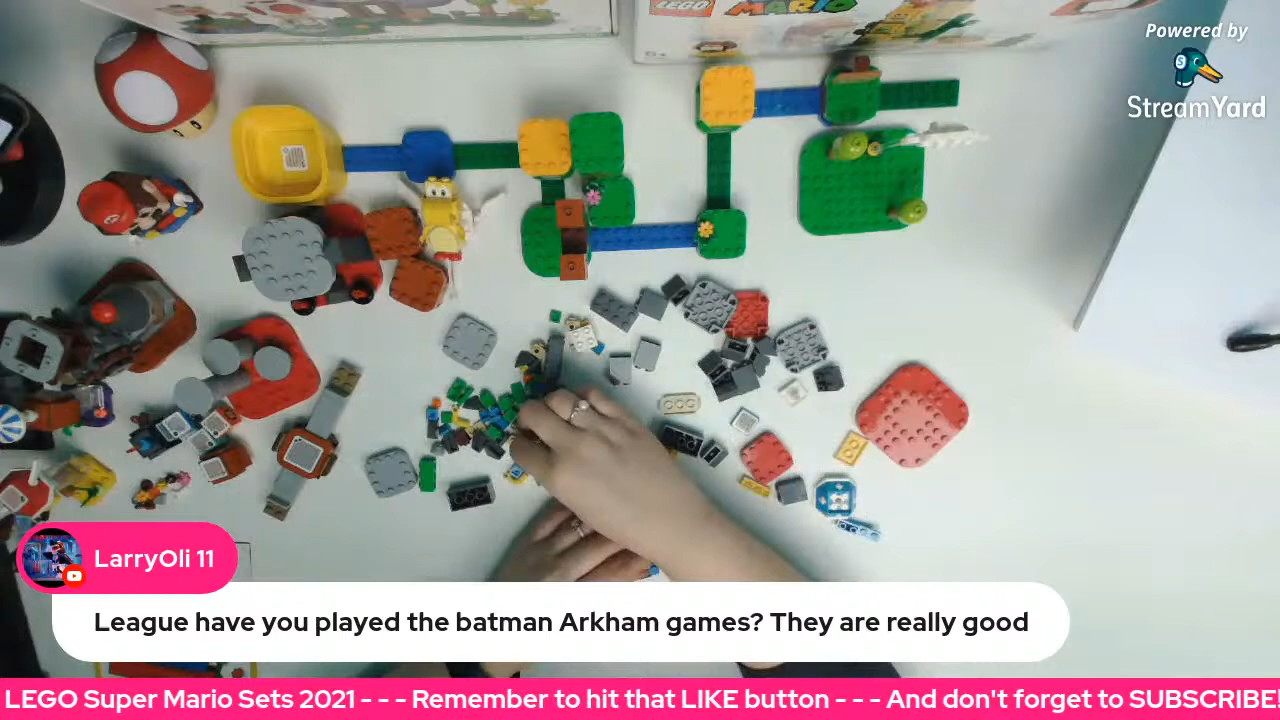 LEGO
MARIO
6+
Powered by
StreamYard
LarryOli 11
League have you played the batman Arkham games? They are really good
LEGO Super Mario Sets 2021 - - - Remember to hit that LIKE button - - - And don't forget to SUBSCRIBE!